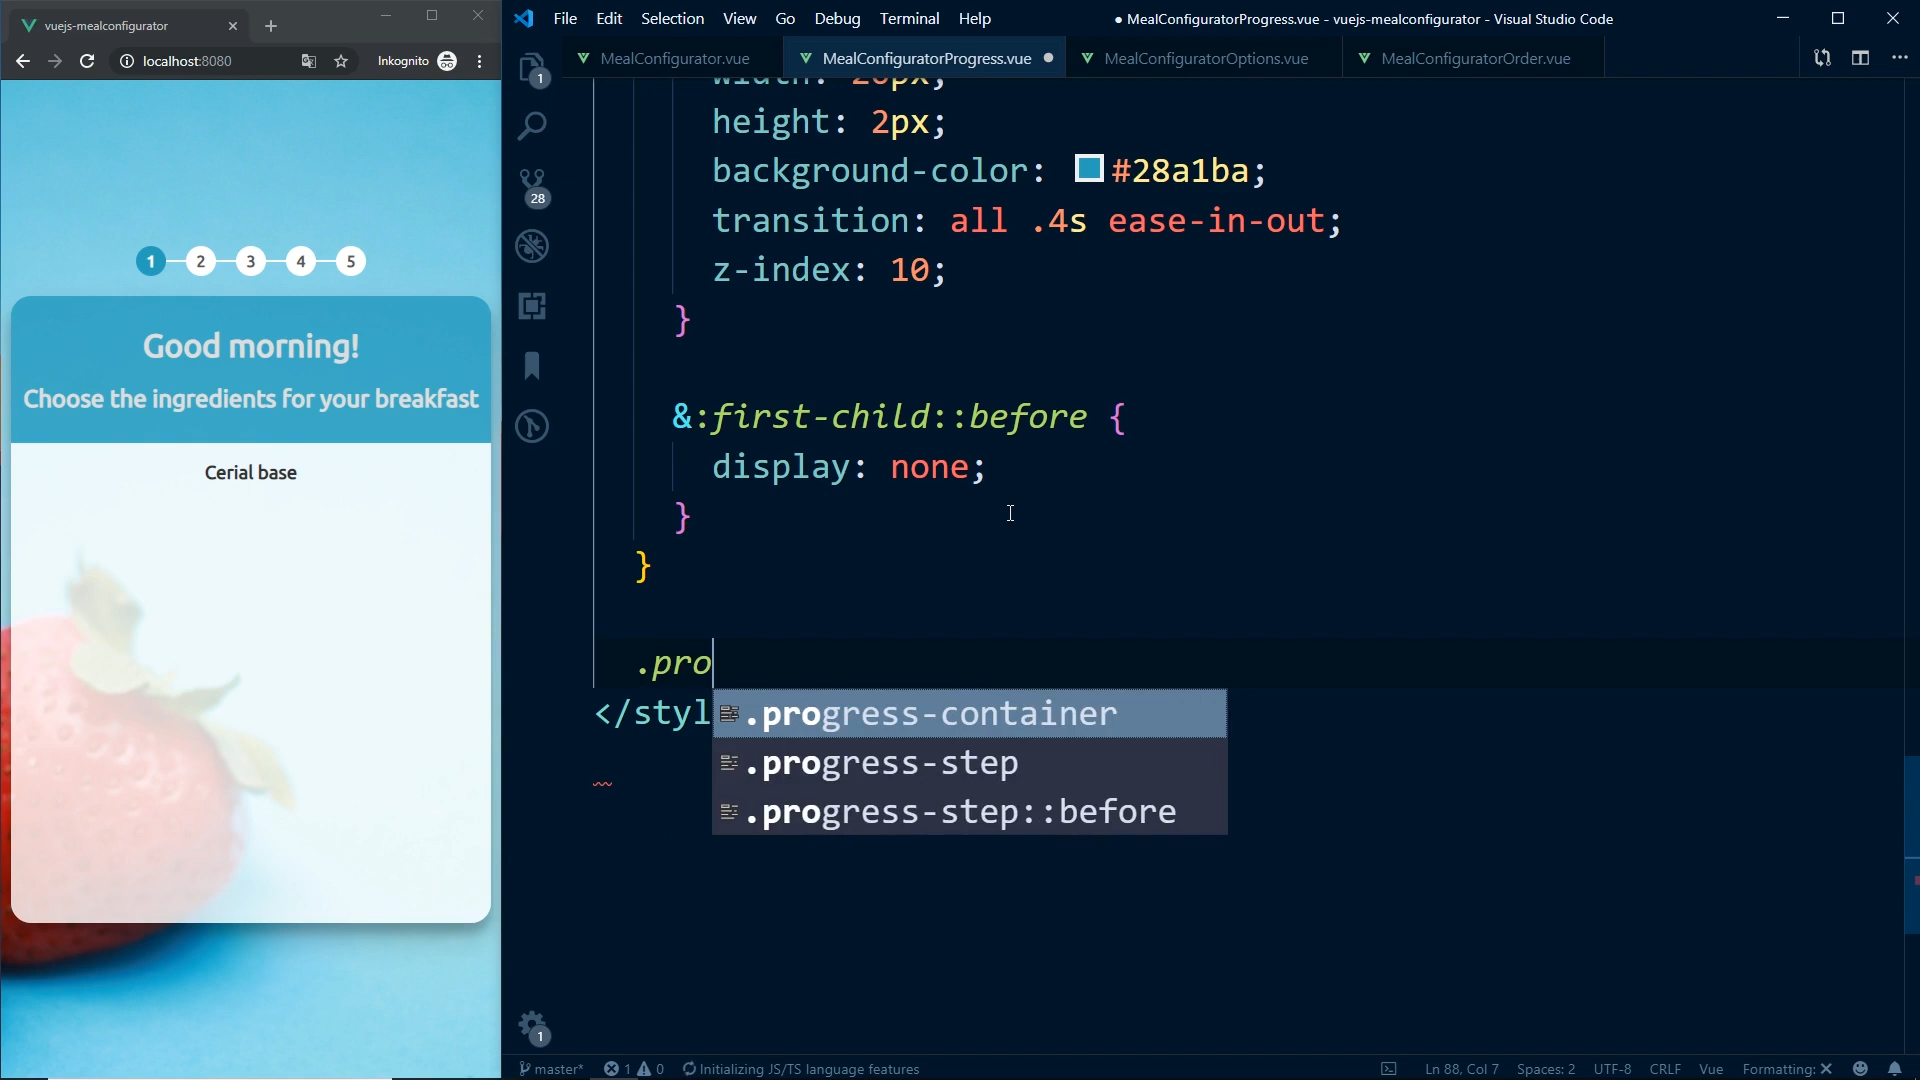 vuejs-mealconfigurator
localhost:8080
Inkognito
1 2 3 4 5
Good morning!
Choose the ingredients for your breakfast
Cerial base
File Edit Selection View Go Debug Terminal Help
● MealConfiguratorProgress.vue - vuejs-mealconfigurator - Visual Studio Code
MealConfigurator.vue
MealConfiguratorProgress.vue
MealConfiguratorOptions.vue
MealConfiguratorOrder.vue
1
28
1
height: 2px;
background-color: #28a1ba;
transition: all .4s ease-in-out;
z-index: 10;
}
&:first-child::before {
display: none;
}
}
.pro
</styl
.progress-container
.progress-step
.progress-step::before
master* 1 0 Initializing JS/TS language features Ln 88, Col 7 Spaces: 2 UTF-8 CRLF Vue Formatting: ✕